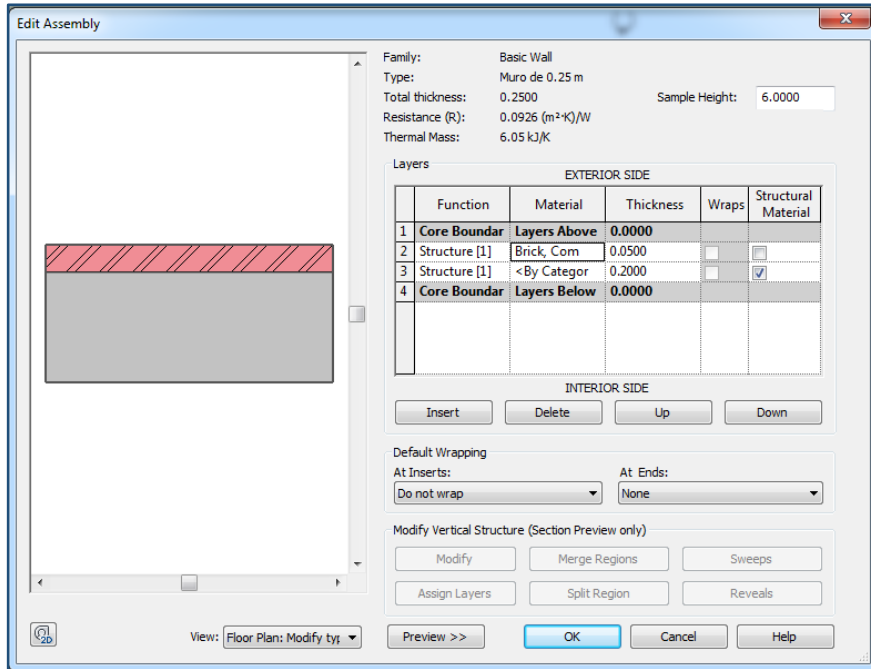 Edit Assembly
Family: Basic Wall
Type: Muro de 0.25 m
Total thickness: 0.2500 Sample Height: 6.0000
Resistance (R): 0.0926 (m²·K)/W
Thermal Mass: 6.05 kJ/K
Layers
EXTERIOR SIDE
Function Material Thickness Wraps Structural Material
1 Core Boundar Layers Above 0.0000
2 Structure [1] Brick, Com 0.0500
3 Structure [1] <By Categor 0.2000
4 Core Boundar Layers Below 0.0000
INTERIOR SIDE
Insert Delete Up Down
Default Wrapping
At Inserts: At Ends:
Do not wrap None
Modify Vertical Structure (Section Preview only)
Modify Merge Regions Sweeps
Assign Layers Split Region Reveals
2D View: Floor Plan: Modify typ Preview >> OK Cancel Help